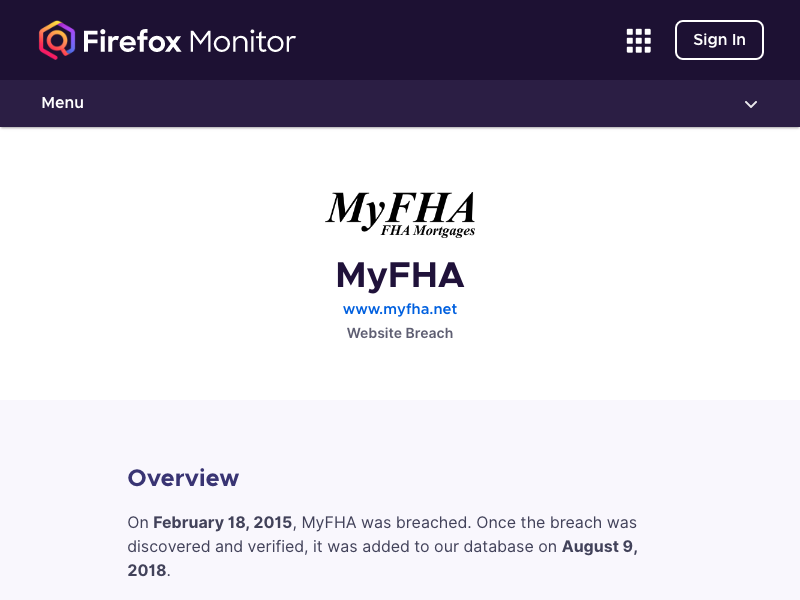 Firefox Monitor
Sign In
Menu
MyFHA
FHA Mortgages
MyFHA
www.myfha.net
Website Breach
Overview
On February 18, 2015, MyFHA was breached. Once the breach was
discovered and verified, it was added to our database on August 9,
2018.